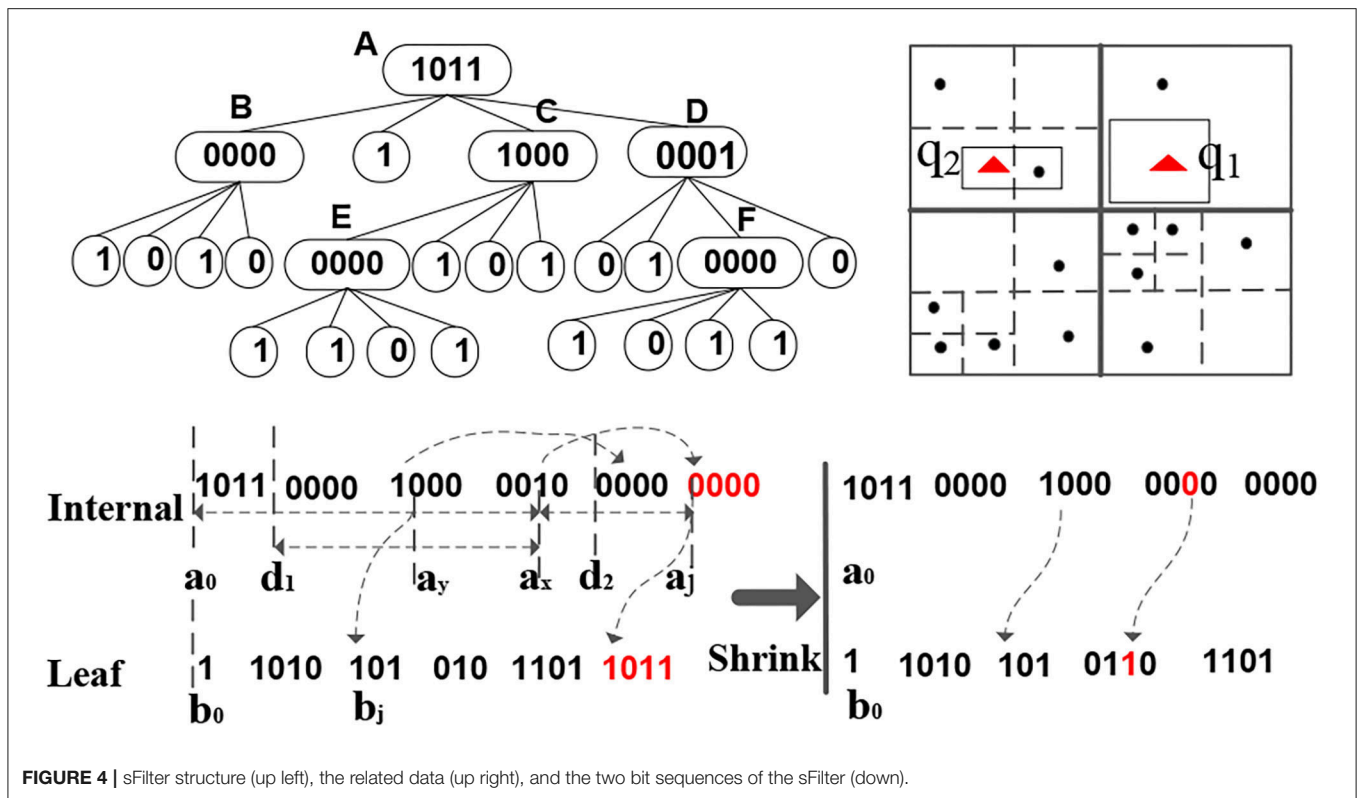 A
1011
B
C
D
0000
1
1000
0001
E
F
1
0
1
0
0000
1
0
1
0
1
0000
0
1
1
0
1
1
0
1
1
q2
q1
Internal
1011 0000 1000 0010 0000 0000
a0 d1 ay ax d2 aj
Leaf
1 1010 101 010 1101 1011
b0 bj
Shrink
1011 0000 1000 0000 0000
a0
1 1010 101 0110 1101
b0
FIGURE 4 | sFilter structure (up left), the related data (up right), and the two bit sequences of the sFilter (down).